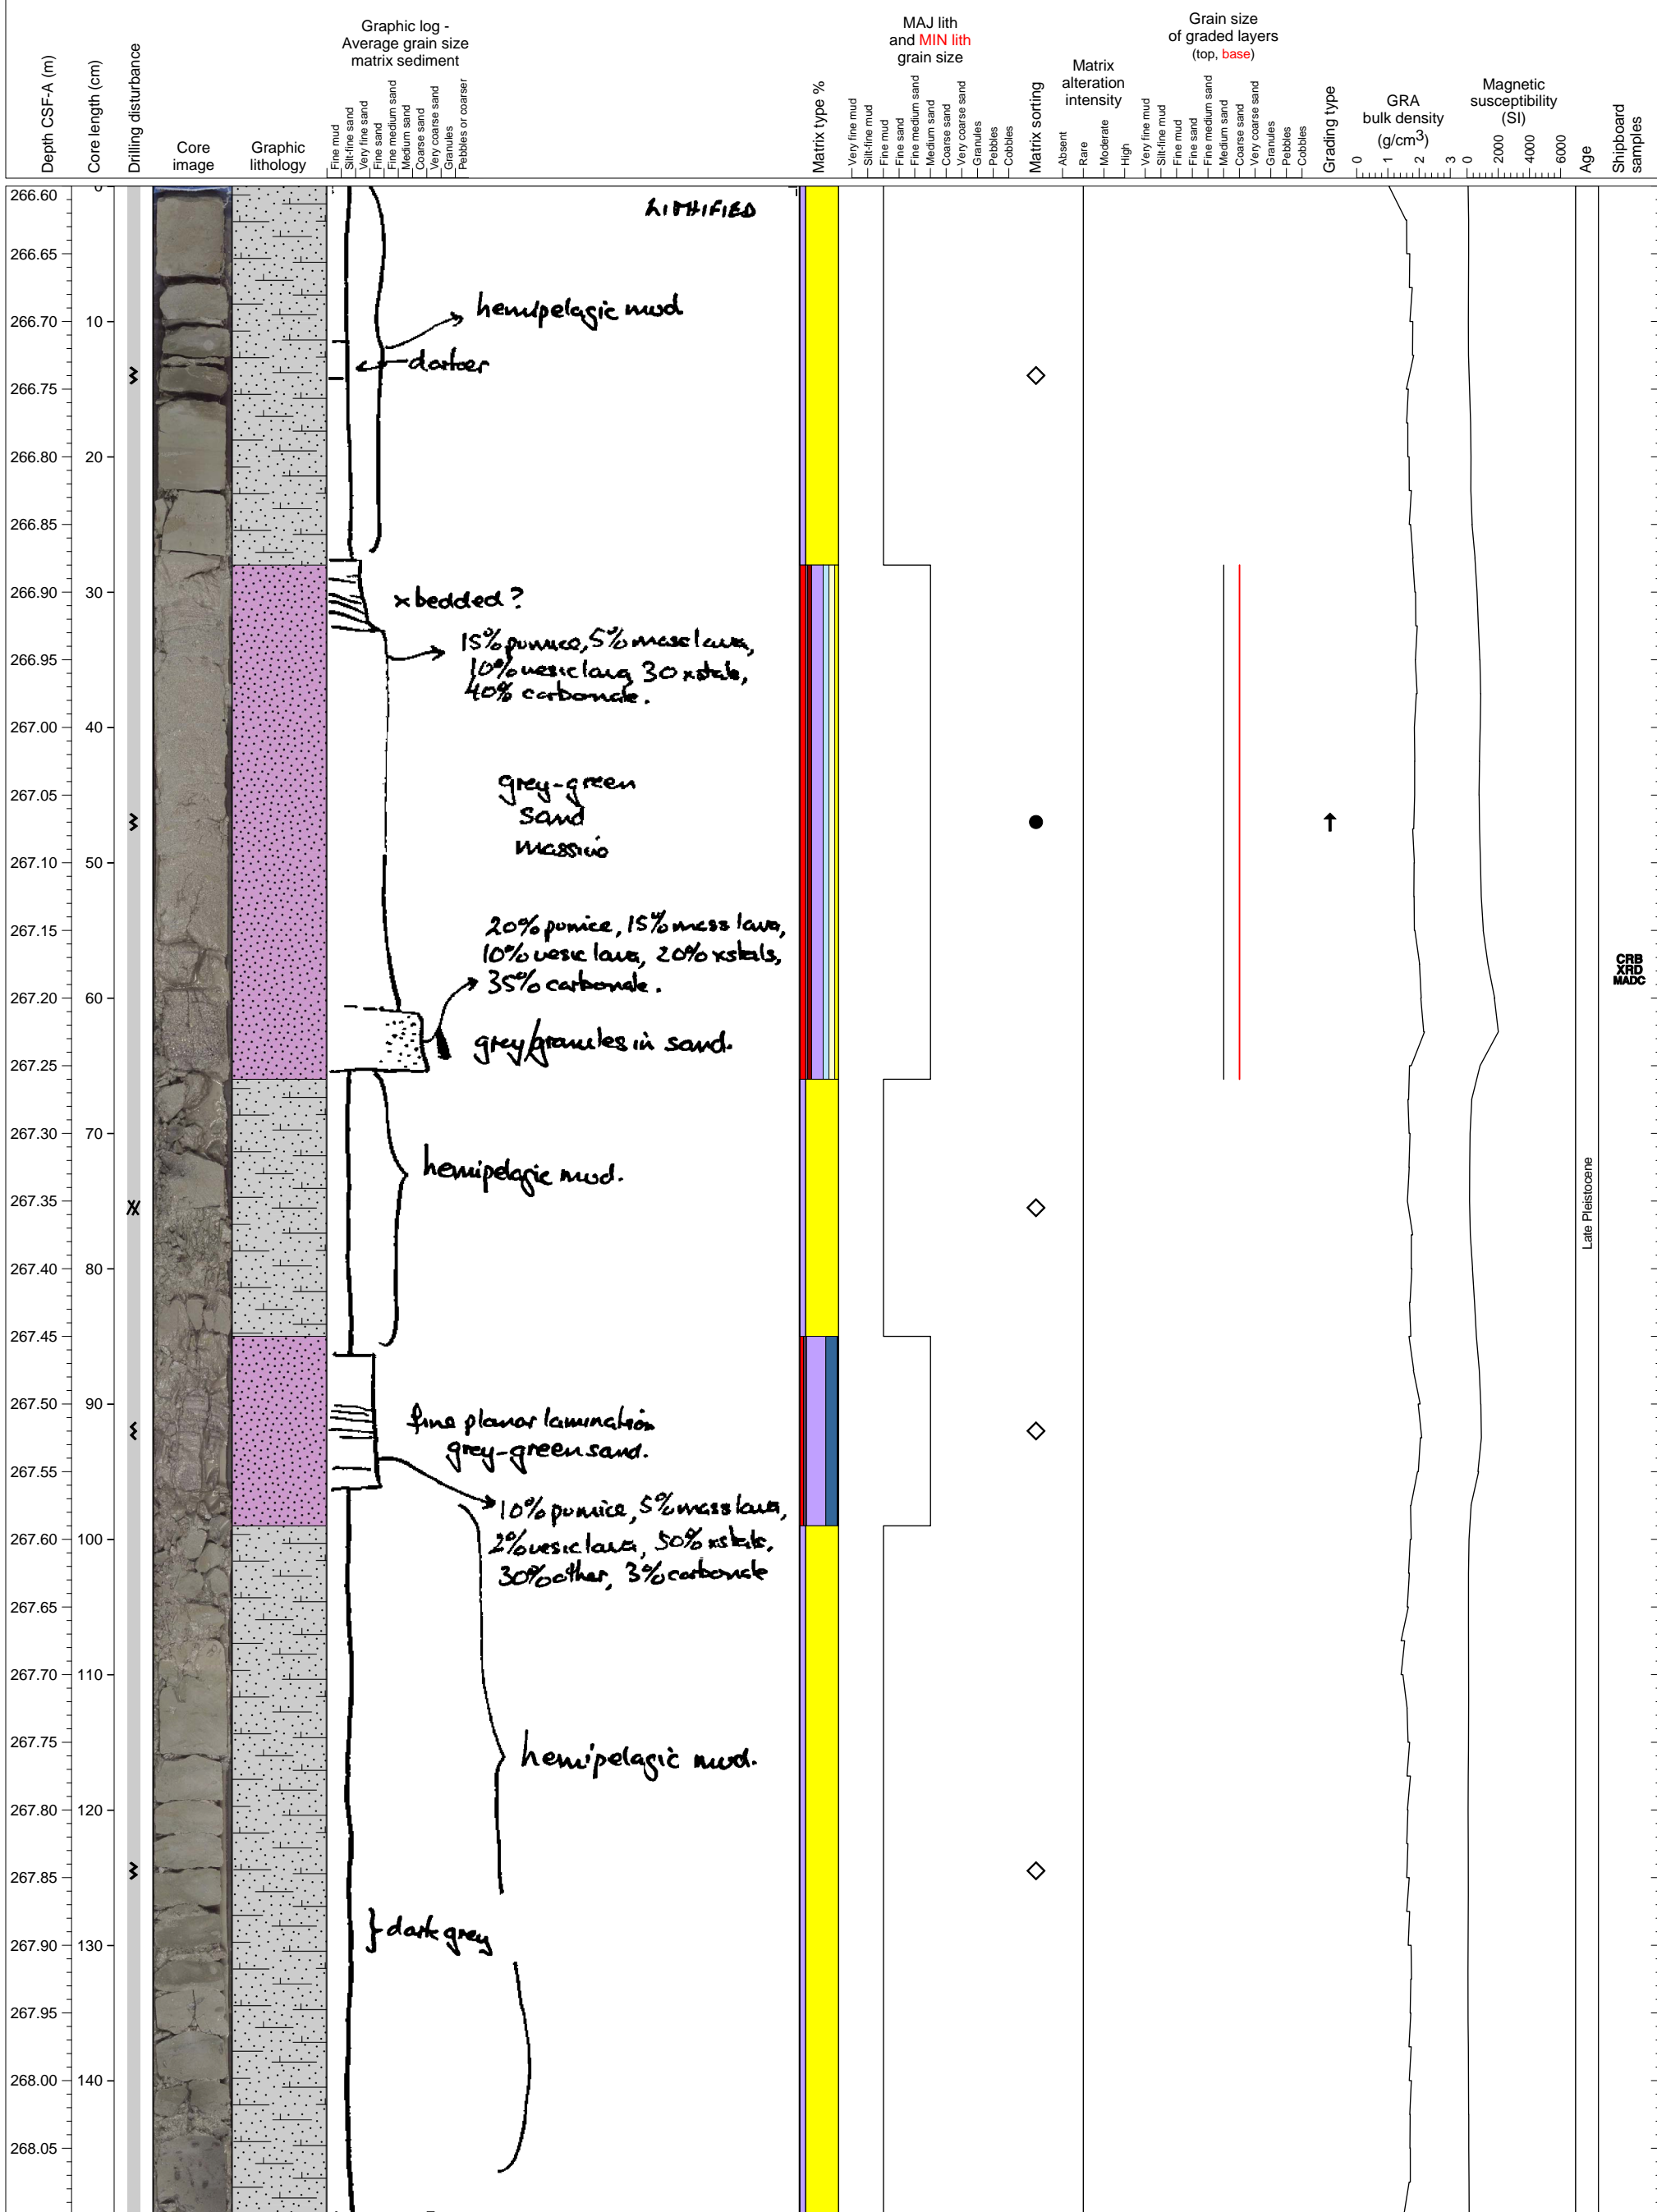 Depth CSF-A (m)
Core length (cm)
Drilling disturbance
Core
image
Graphic
lithology
Graphic log -
Average grain size
matrix sediment
Fine mud
Silt-fine sand
Very fine sand
Fine sand
Fine medium sand
Medium sand
Coarse sand
Very coarse sand
Granules
Pebbles or coarser
Matrix type %
MAJ lith
and MIN lith
grain size
Very fine mud
Silt-fine mud
Fine mud
Fine sand
Fine medium sand
Medium sand
Coarse sand
Very coarse sand
Granules
Pebbles
Cobbles
Matrix sorting
Matrix
alteration
intensity
Absent
Rare
Moderate
High
Grain size
of graded layers
(top, base)
Very fine mud
Silt-fine mud
Fine mud
Fine sand
Fine medium sand
Medium sand
Coarse sand
Very coarse sand
Granules
Pebbles
Cobbles
Grading type
GRA
bulk density
(g/cm3)
0 1 2 3
Magnetic
susceptibility
(SI)
0 2000 4000 6000
Age
Shipboard
samples
266.60 0
LITHIFIED
266.65
266.70 10
hemipelagic mud
darker
266.75
266.80 20
266.85
266.90 30
x bedded?
15% pumice, 5% mass lava,
10% vesic lava, 30 xstals,
40% carbonate.
266.95
267.00 40
grey-green
sand
massive
267.05
267.10 50
20% pumice, 15% mass lava,
10% vesic lava, 20% xstals,
35% carbonate.
267.15
CRB
XRD
MADC
267.20 60
grey/granules in sand.
267.25
267.30 70
hemipelagic mud.
267.35
Late Pleistocene
267.40 80
267.45
267.50 90
fine planar lamination
grey-green sand.
267.55
10% pumice, 5% mass lava,
2% vesic lava, 50% xstals,
30% other, 3% carbonate
267.60 100
267.65
267.70 110
267.75
hemipelagic mud.
267.80 120
267.85
267.90 130
dark grey
267.95
268.00 140
268.05